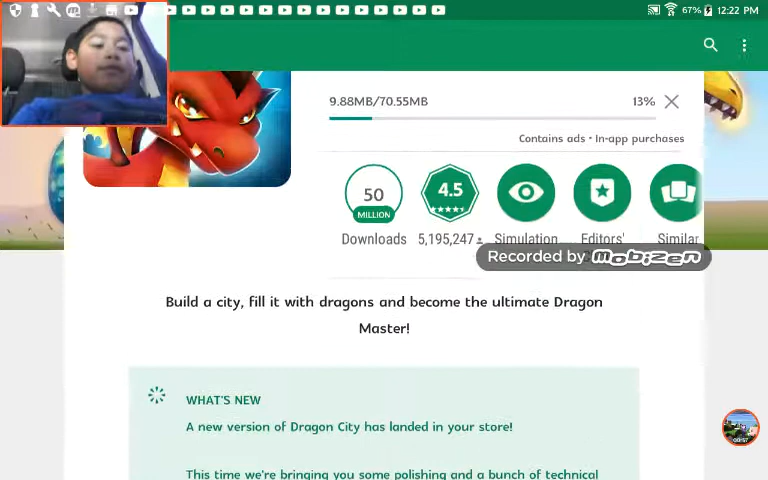 67% 12:22 PM
9.88MB/70.55MB 13%
Contains ads • In-app purchases
50
MILLION
4.5
Downloads 5,195,247 Simulation Editors' Similar
Recorded by mobizen
Build a city, fill it with dragons and become the ultimate Dragon
Master!
WHAT'S NEW
A new version of Dragon City has landed in your store!
This time we're bringing you some polishing and a bunch of technical
00:57